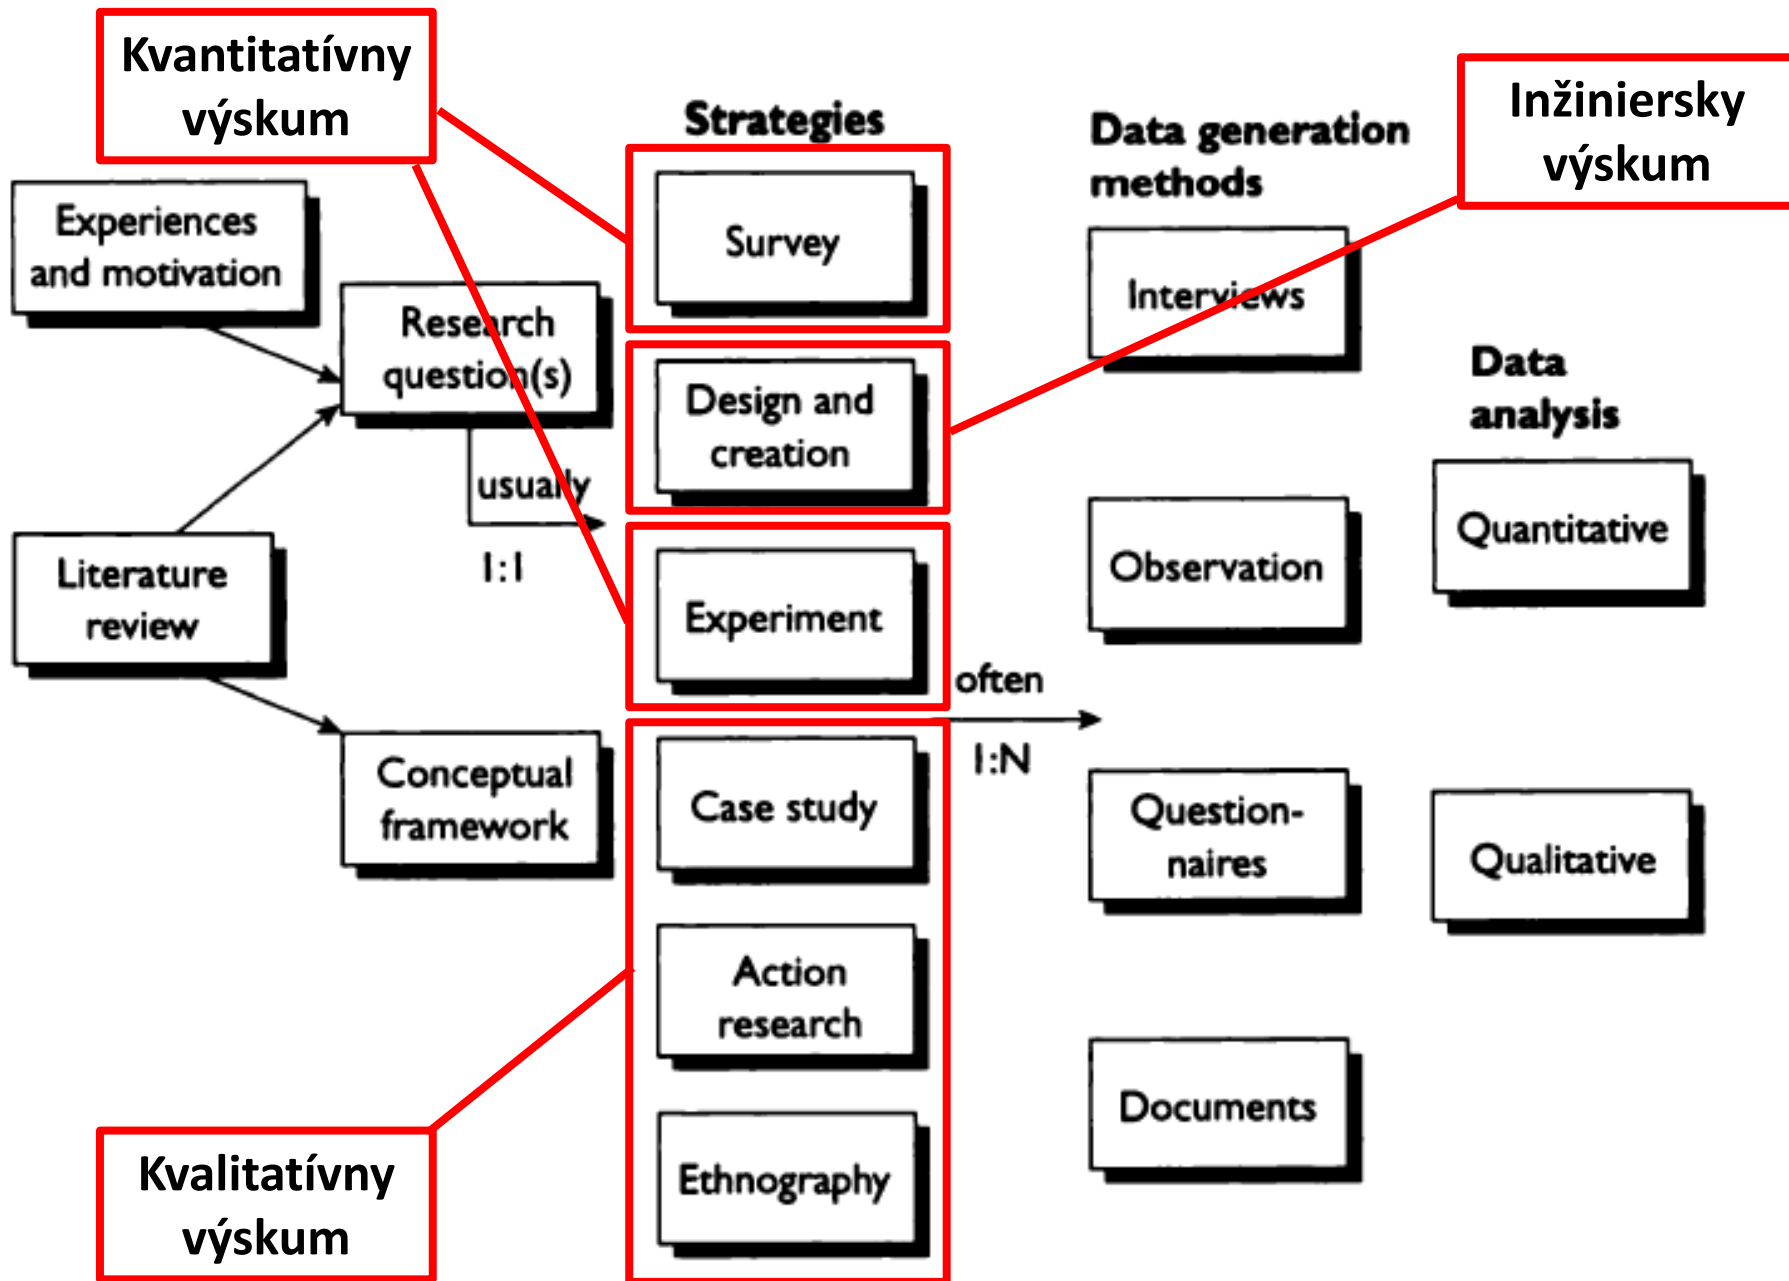 Kvantitatívny
výskum
Inžiniersky
výskum
Strategies
Data generation
methods
Experiences
and motivation
Survey
Interviews
Research
question(s)
Data
analysis
Design and
creation
usually
1:1
Quantitative
Observation
Literature
review
Experiment
often
1:N
Conceptual
framework
Case study
Question-
naires
Qualitative
Action
research
Documents
Ethnography
Kvalitatívny
výskum